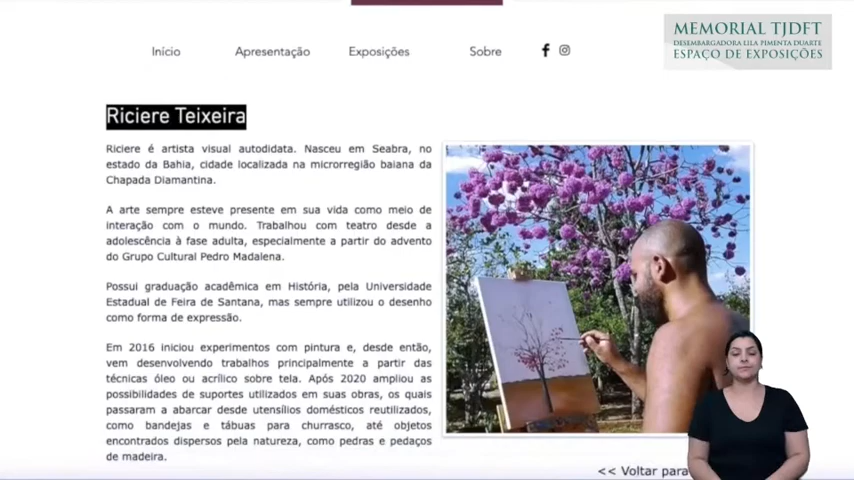 MEMORIAL TJDFT
DESEMBARGADORA LILA PIMENTA DUARTE
ESPAÇO DE EXPOSIÇÕES
Início Apresentação Exposições Sobre
Riciere Teixeira
Riciere é artista visual autodidata. Nasceu em Seabra, no
estado da Bahia, cidade localizada na microrregião baiana da
Chapada Diamantina.
A arte sempre esteve presente em sua vida como meio de
interação com o mundo. Trabalhou com teatro desde a
adolescência à fase adulta, especialmente a partir do advento
do Grupo Cultural Pedro Madalena.
Possui graduação acadêmica em História, pela Universidade
Estadual de Feira de Santana, mas sempre utilizou o desenho
como forma de expressão.
Em 2016 iniciou experimentos com pintura e, desde então,
vem desenvolvendo trabalhos principalmente a partir das
técnicas óleo ou acrílico sobre tela. Após 2020 ampliou as
possibilidades de suportes utilizados em suas obras, os quais
passaram a abarcar desde utensílios domésticos reutilizados,
como bandejas e tábuas para churrasco, até objetos
encontrados dispersos pela natureza, como pedras e pedaços
de madeira.
<< Voltar para